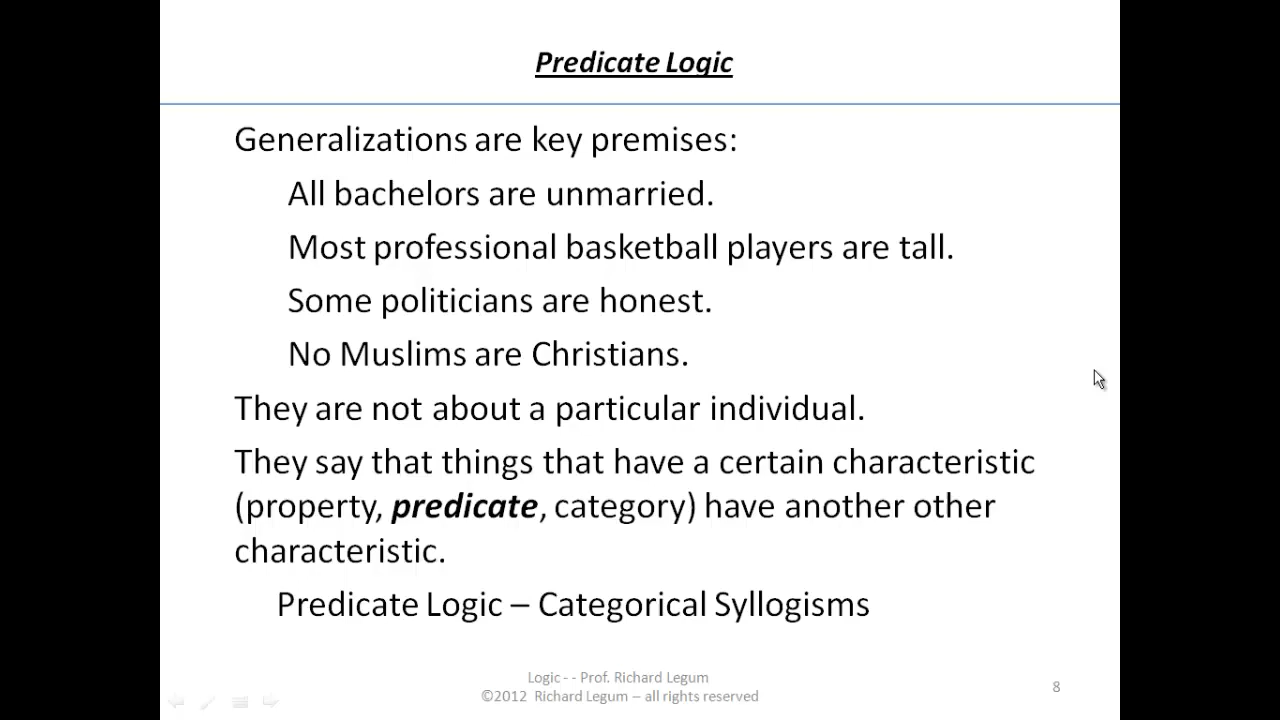 Predicate Logic
Generalizations are key premises:
All bachelors are unmarried.
Most professional basketball players are tall.
Some politicians are honest.
No Muslims are Christians.
They are not about a particular individual.
They say that things that have a certain characteristic
(property, predicate, category) have another other
characteristic.
Predicate Logic – Categorical Syllogisms
Logic - - Prof. Richard Legum
©2012 Richard Legum – all rights reserved
8